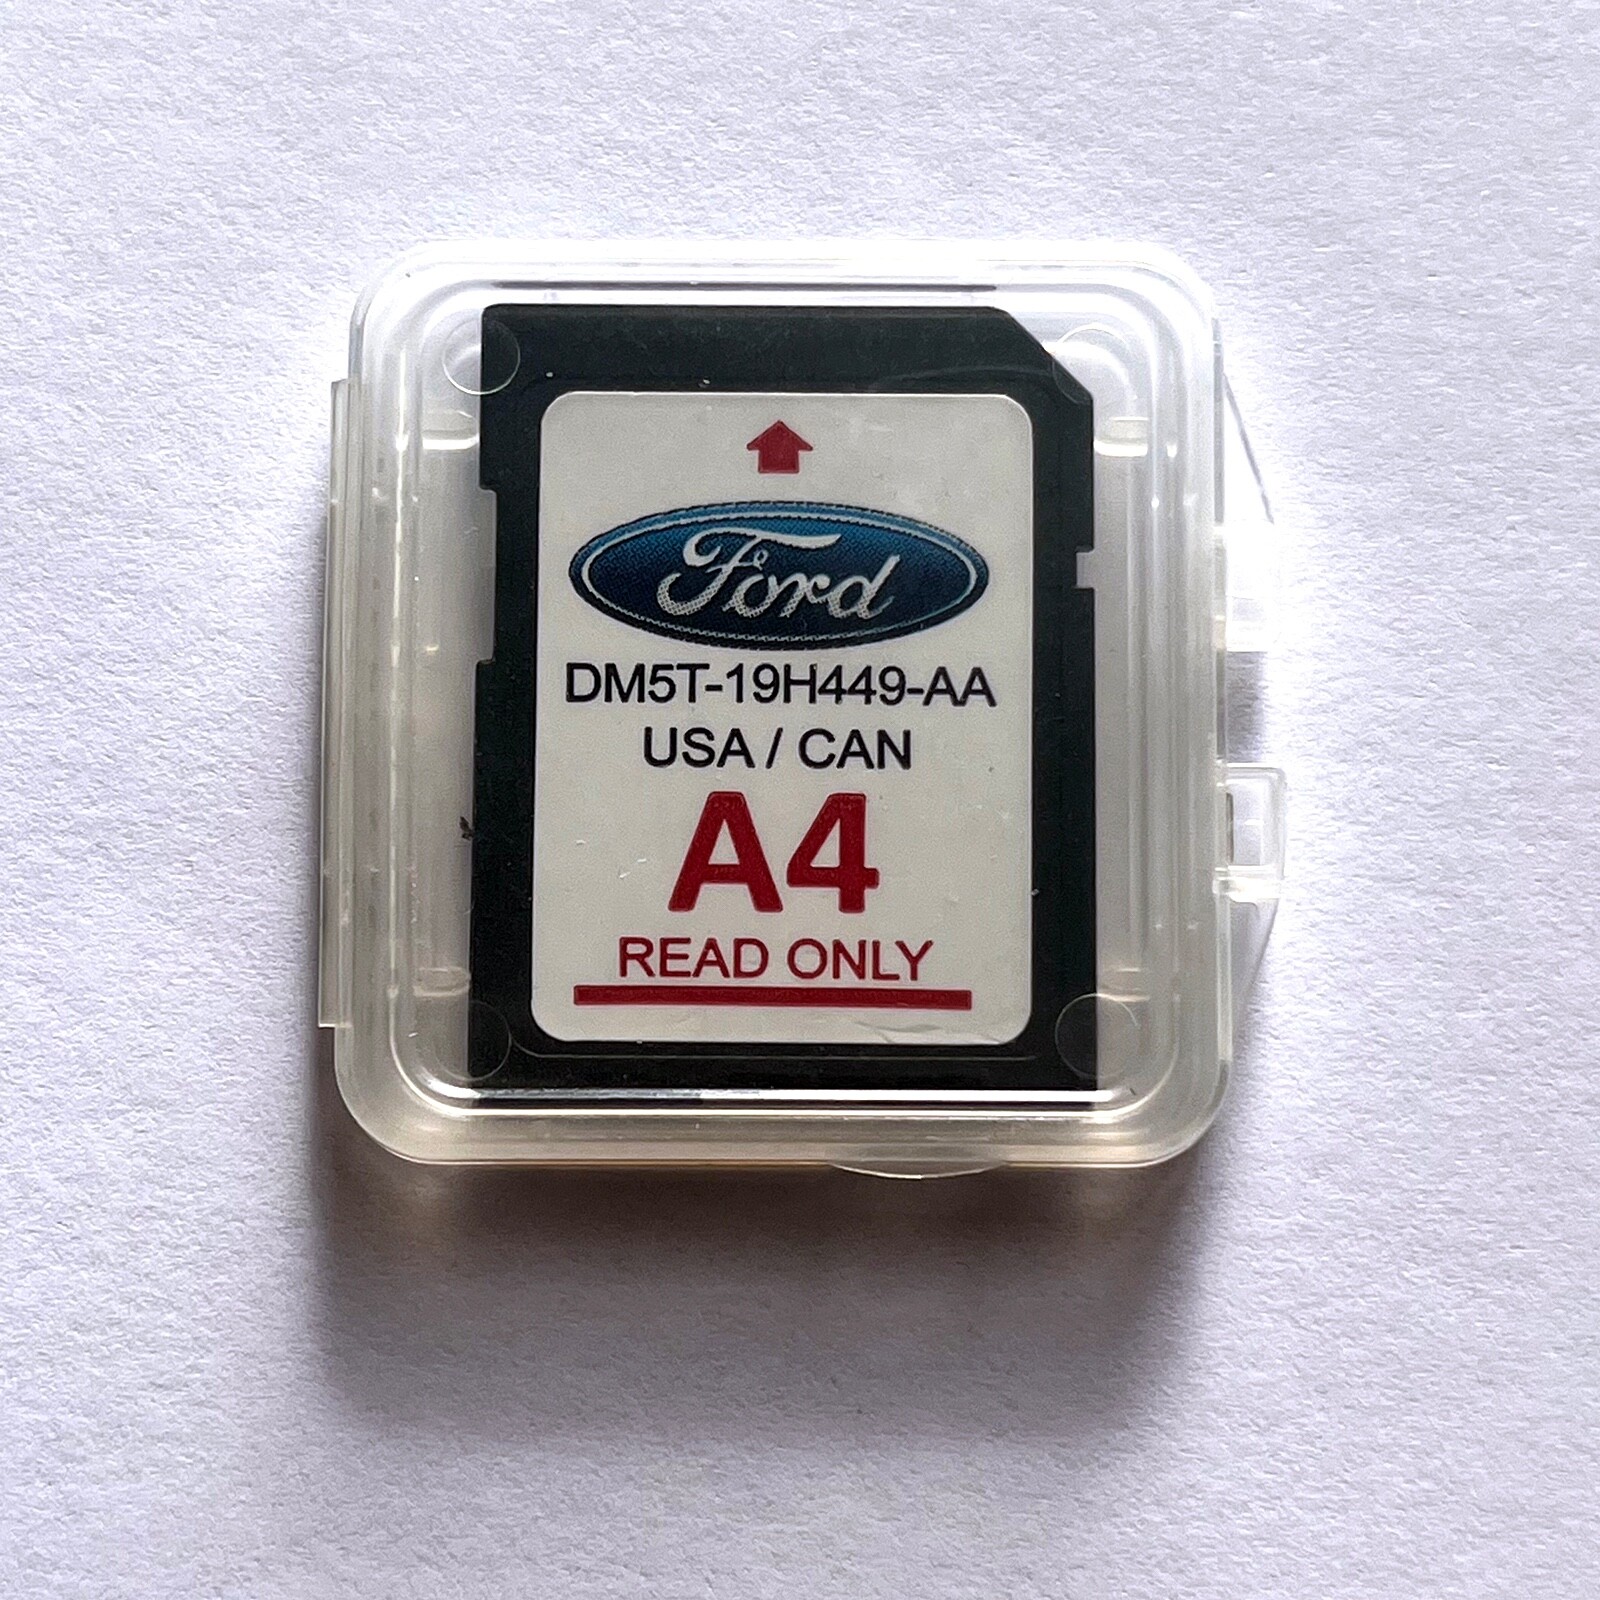 Ford
DM5T-19H449-AA
USA / CAN
A4
READ ONLY